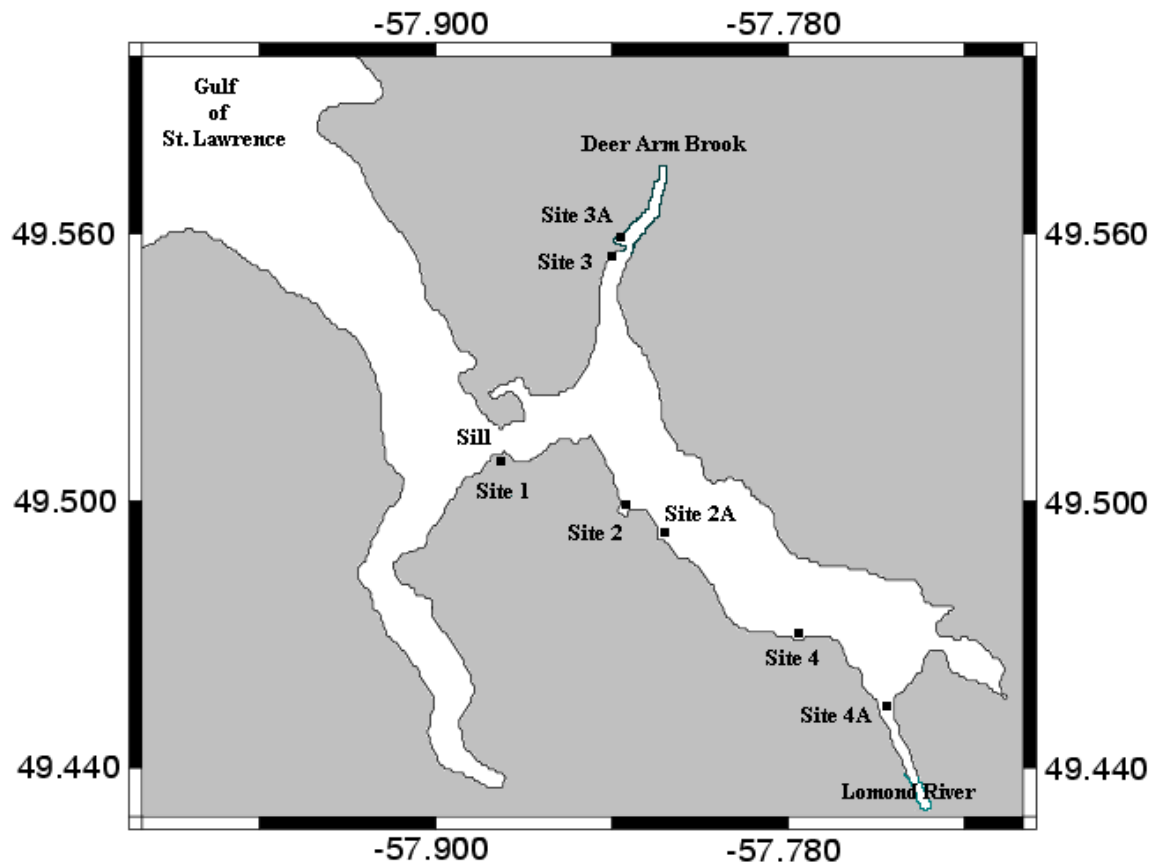 -57.900
-57.780
Gulf
of
St. Lawrence
Deer Arm Brook
Site 3A
49.560
49.560
Site 3
Sill
Site 1
49.500
49.500
Site 2A
Site 2
Site 4
Site 4A
49.440
49.440
Lomond River
-57.900
-57.780